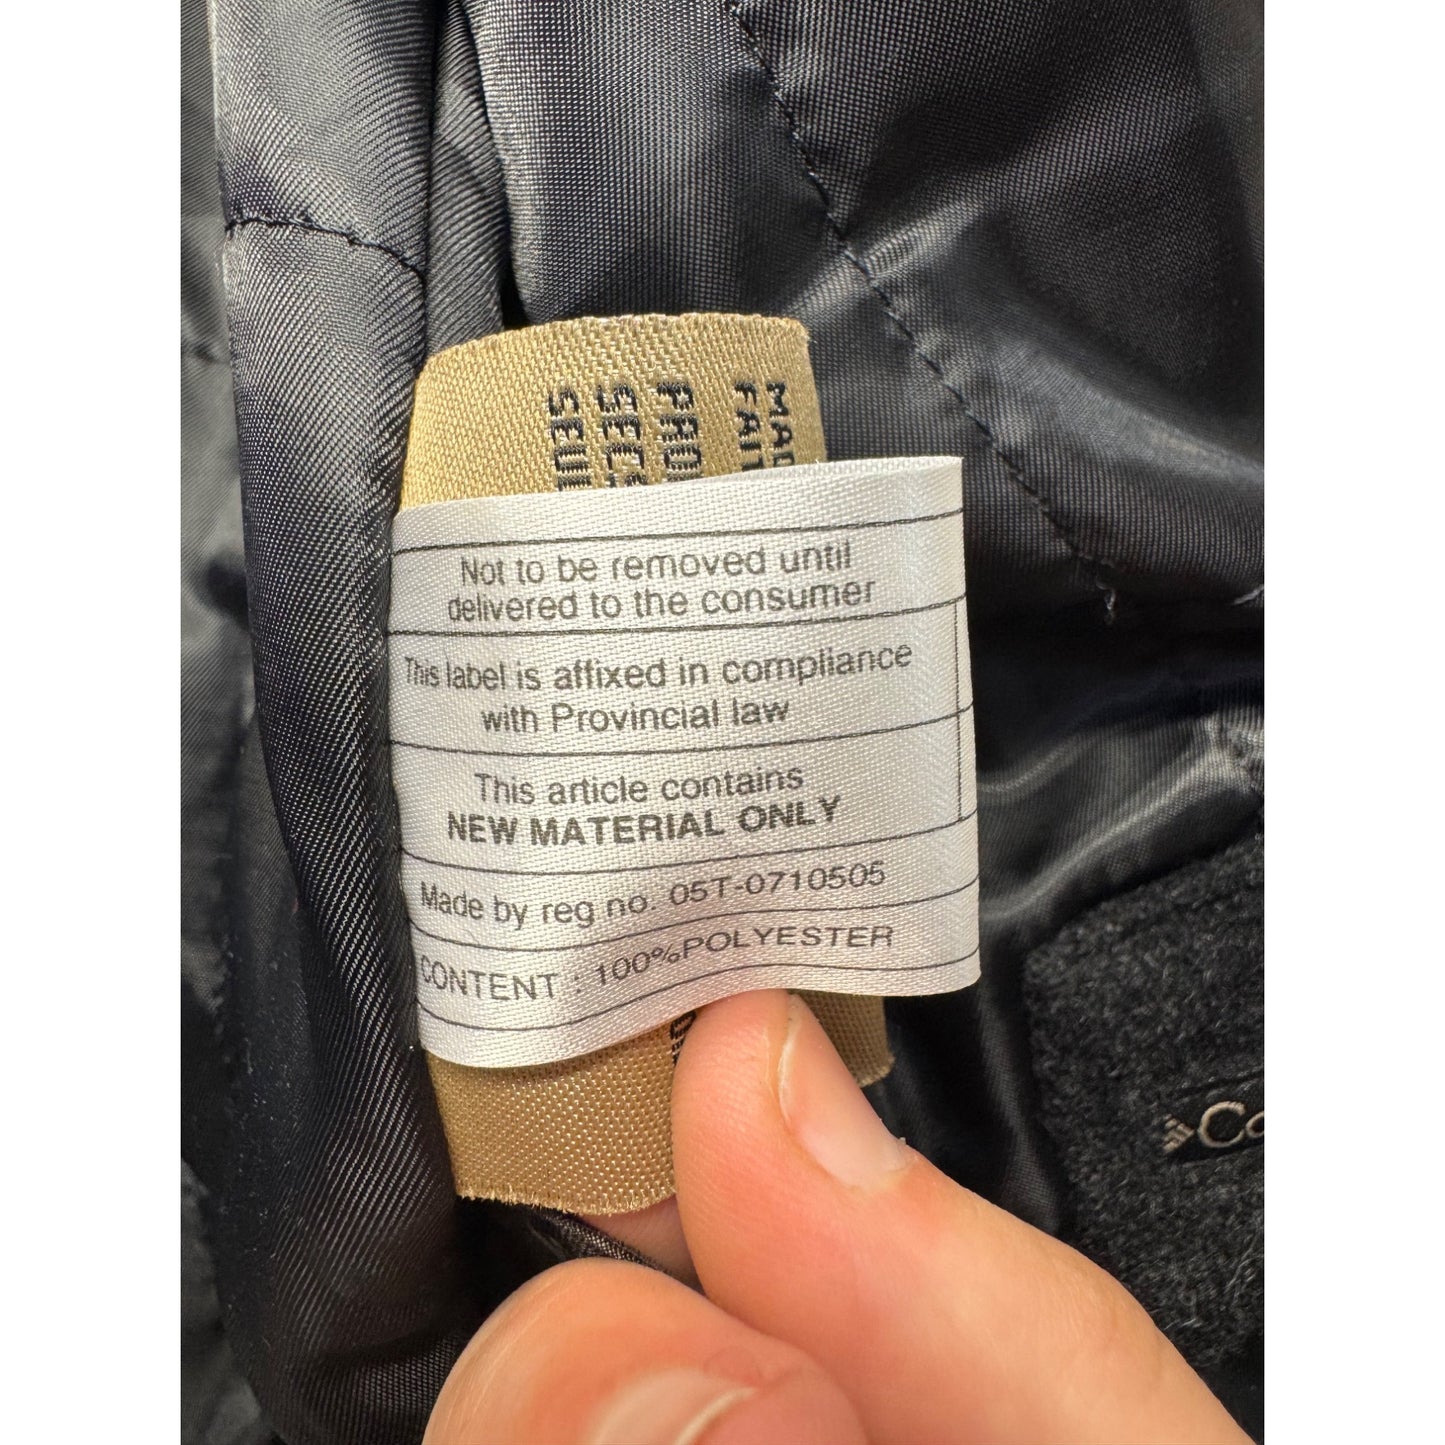 Not to be removed until
delivered to the consumer
This label is affixed in compliance
with Provincial law
This article contains
NEW MATERIAL ONLY
Made by reg no. 05T-0710505
CONTENT : 100%POLYESTER